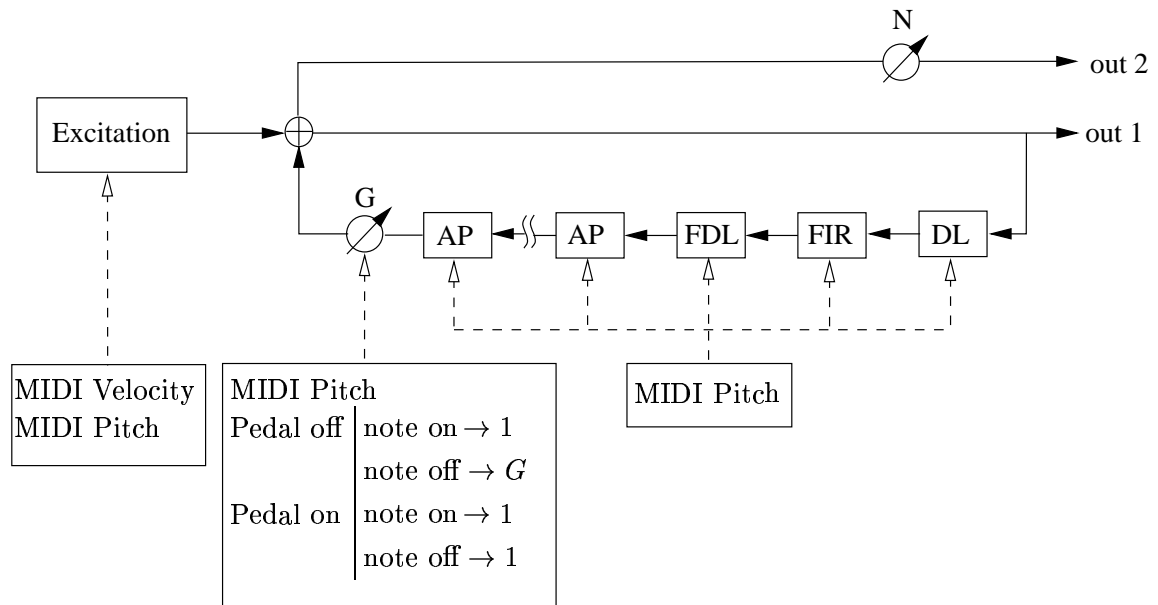 N
out 2
Excitation
out 1
G
AP
AP
FDL
FIR
DL
MIDI Velocity
MIDI Pitch
MIDI Pitch
Pedal off note on → 1
note off → G
Pedal on note on → 1
note off → 1
MIDI Pitch